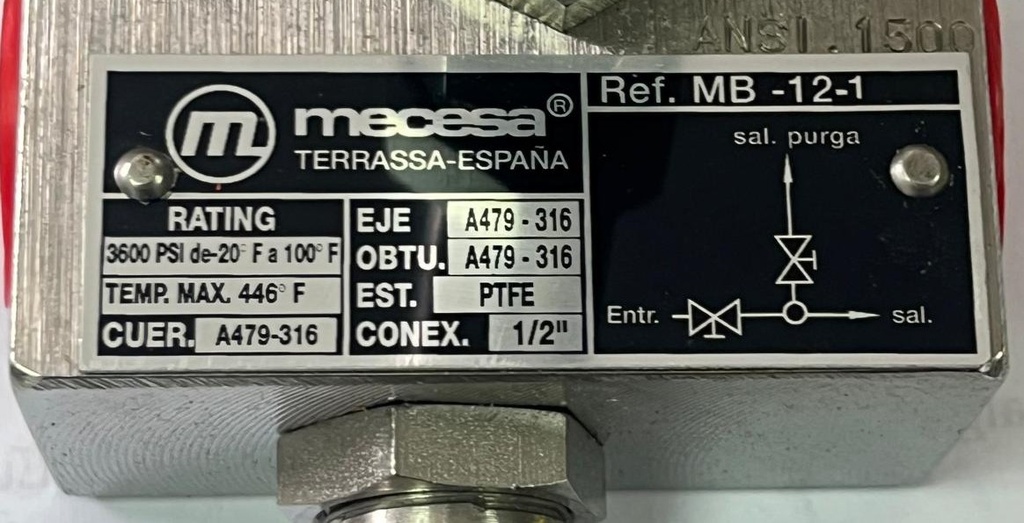 ANSI.1500
m
mecesa®
TERRASSA-ESPAÑA
Ref. MB -12-1
RATING
3600 PSI de-20° F a 100° F
TEMP. MAX. 446° F
CUER. A479-316
EJE A479 - 316
OBTU. A479 - 316
EST. PTFE
CONEX. 1/2"
sal. purga
Entr.
sal.